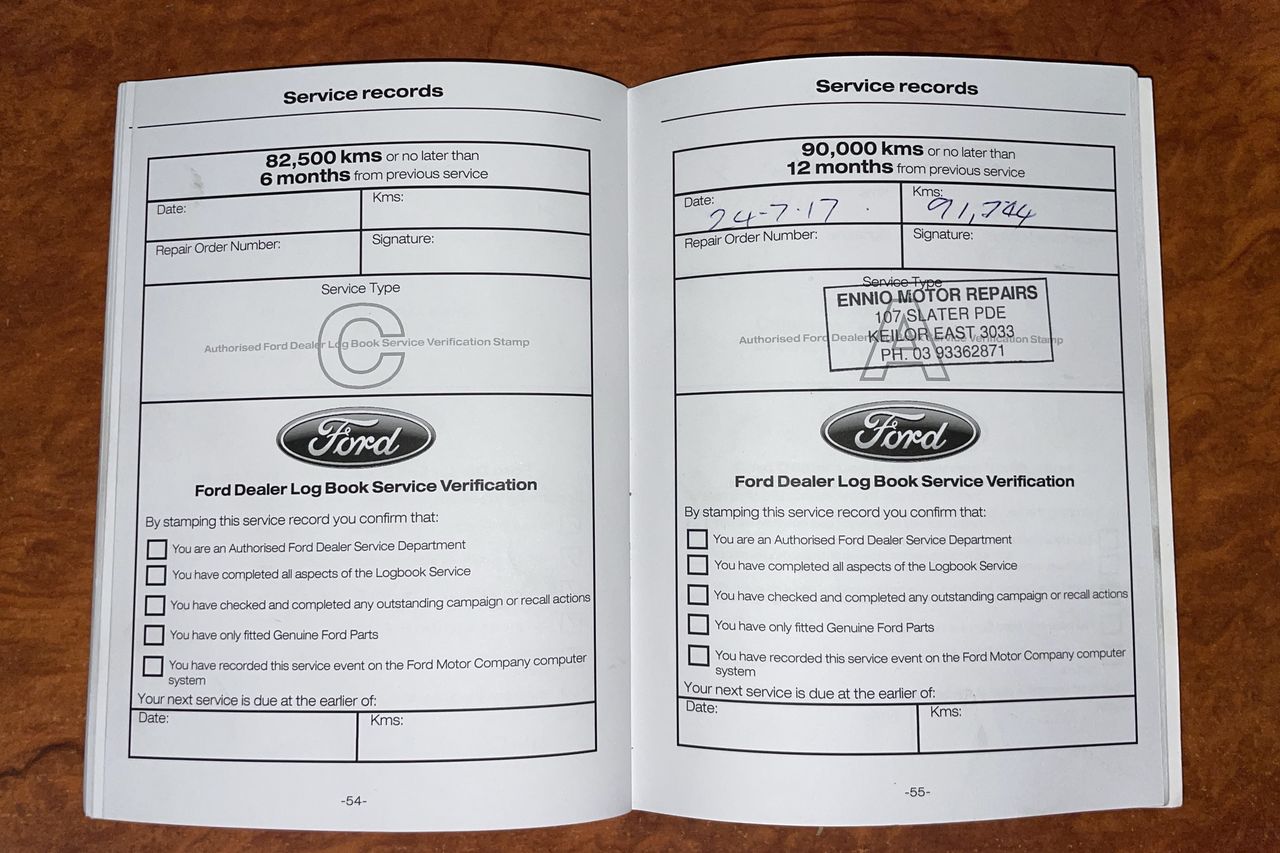 Service records
82,500 kms or no later than
6 months from previous service
Date:
Kms:
Repair Order Number:
Signature:
Service Type
C
Authorised Ford Dealer Log Book Service Verification Stamp
Ford
Ford Dealer Log Book Service Verification
By stamping this service record you confirm that:
You are an Authorised Ford Dealer Service Department
You have completed all aspects of the Logbook Service
You have checked and completed any outstanding campaign or recall actions
You have only fitted Genuine Ford Parts
You have recorded this service event on the Ford Motor Company computer
system
Your next service is due at the earlier of:
Date:
Kms:
-54-
Service records
90,000 kms or no later than
12 months from previous service
Date: 24-7-17
Kms: 91,744
Repair Order Number:
Signature:
Service Type
ENNIO MOTOR REPAIRS
107 SLATER PDE
KEILOR EAST 3033
PH. 03 93362871
A
Authorised Ford Dealer Service Verification Stamp
Ford
Ford Dealer Log Book Service Verification
By stamping this service record you confirm that:
You are an Authorised Ford Dealer Service Department
You have completed all aspects of the Logbook Service
You have checked and completed any outstanding campaign or recall actions
You have only fitted Genuine Ford Parts
You have recorded this service event on the Ford Motor Company computer
system
Your next service is due at the earlier of:
Date:
Kms:
-55-